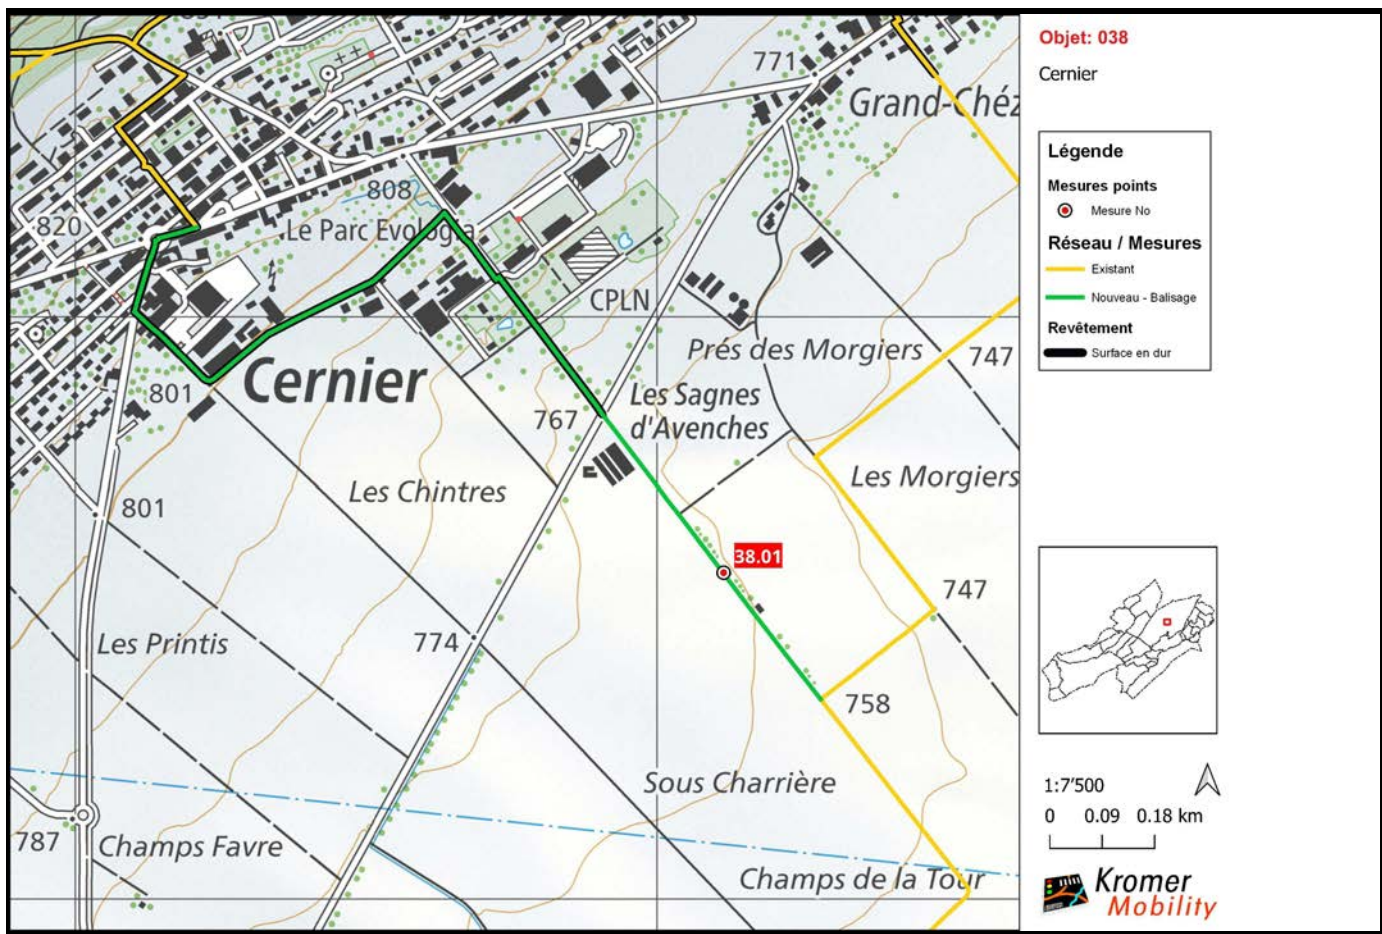 771
Grand-Chéz
808
820
Le Parc Evologia
CPLN
Prés des Morgiers
747
Cernier
801
Les Sagnes
d'Avenches
767
Les Morgiers
Les Chintres
801
38.01
747
Les Printis
774
758
Sous Charrière
787
Champs Favre
Champs de la Tour
Objet: 038
Cernier
Légende
Mesures points
Mesure No
Réseau / Mesures
Existant
Nouveau - Balisage
Revêtement
Surface en dur
1:7'500
0 0.09 0.18 km
Kromer
Mobility